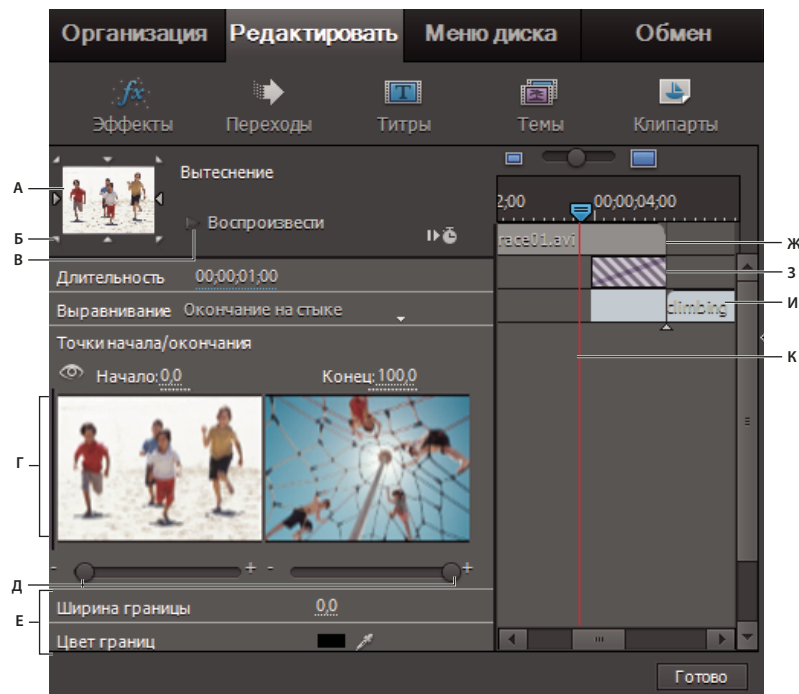 Организация Редактировать Меню диска Обмен
Эффекты Переходы Титры Темы Клипарты
А
Вытеснение
Б
Воспроизвести
В
2;00 00;00;04;00
race01.avi
Ж
З
climbing
И
К
Длительность 00;00;01;00
Выравнивание Окончание на стыке
Точки начала/окончания
Начало: 0,0 Конец: 100,0
Г
- + - +
Д
Е
Ширина границы 0,0
Цвет границ
Готово